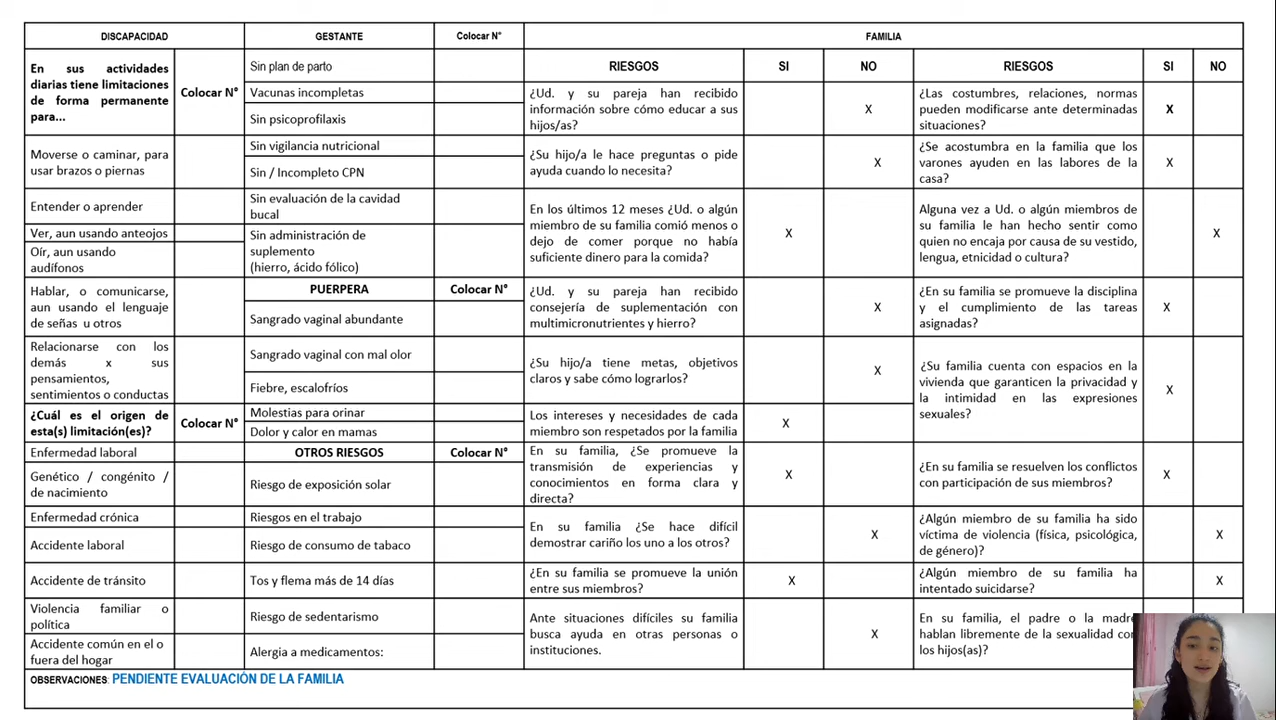 DISCAPACIDAD
GESTANTE
Colocar N°
FAMILIA
En sus actividades
diarias tiene limitaciones
de forma permanente
para...
Colocar N°
Sin plan de parto
Vacunas incompletas
Sin psicoprofilaxis
RIESGOS
SI
NO
RIESGOS
SI
NO
¿Ud. y su pareja han recibido
información sobre cómo educar a sus
hijos/as?
X
¿Las costumbres, relaciones, normas
pueden modificarse ante determinadas
situaciones?
X
Moverse o caminar, para
usar brazos o piernas
Sin vigilancia nutricional
Sin / Incompleto CPN
¿Su hijo/a le hace preguntas o pide
ayuda cuando lo necesita?
X
¿Se acostumbra en la familia que los
varones ayuden en las labores de la
casa?
X
Entender o aprender
Ver, aun usando anteojos
Oír, aun usando
audífonos
Sin evaluación de la cavidad
bucal
Sin administración de
suplemento
(hierro, ácido fólico)
En los últimos 12 meses ¿Ud. o algún
miembro de su familia comió menos o
dejo de comer porque no había
suficiente dinero para la comida?
X
Alguna vez a Ud. o algún miembros de
su familia le han hecho sentir como
quien no encaja por causa de su vestido,
lengua, etnicidad o cultura?
X
Hablar, o comunicarse,
aun usando el lenguaje
de señas u otros
PUERPERA
Colocar N°
Sangrado vaginal abundante
¿Ud. y su pareja han recibido
consejería de suplementación con
multimicronutrientes y hierro?
X
¿En su familia se promueve la disciplina
y el cumplimiento de las tareas
asignadas?
X
Relacionarse con los
demás x sus
pensamientos,
sentimientos o conductas
Sangrado vaginal con mal olor
Fiebre, escalofríos
¿Su hijo/a tiene metas, objetivos
claros y sabe cómo lograrlos?
X
¿Su familia cuenta con espacios en la
vivienda que garanticen la privacidad y
la intimidad en las expresiones
sexuales?
X
¿Cuál es el origen de
esta(s) limitación(es)?
Colocar N°
Molestias para orinar
Dolor y calor en mamas
Los intereses y necesidades de cada
miembro son respetados por la familia
X
Enfermedad laboral
Genético / congénito /
de nacimiento
OTROS RIESGOS
Colocar N°
Riesgo de exposición solar
En su familia, ¿Se promueve la
transmisión de experiencias y
conocimientos en forma clara y
directa?
X
¿En su familia se resuelven los conflictos
con participación de sus miembros?
X
Enfermedad crónica
Accidente laboral
Riesgos en el trabajo
Riesgo de consumo de tabaco
En su familia ¿Se hace difícil
demostrar cariño los uno a los otros?
X
¿Algún miembro de su familia ha sido
víctima de violencia (física, psicológica,
de género)?
X
Accidente de tránsito
Tos y flema más de 14 días
¿En su familia se promueve la unión
entre sus miembros?
X
¿Algún miembro de su familia ha
intentado suicidarse?
X
Violencia familiar o
política
Accidente común en el o
fuera del hogar
Riesgo de sedentarismo
Alergia a medicamentos:
Ante situaciones difíciles su familia
busca ayuda en otras personas o
instituciones.
X
En su familia, el padre o la madre
hablan libremente de la sexualidad
los hijos(as)?
OBSERVACIONES: PENDIENTE EVALUACIÓN DE LA FAMILIA